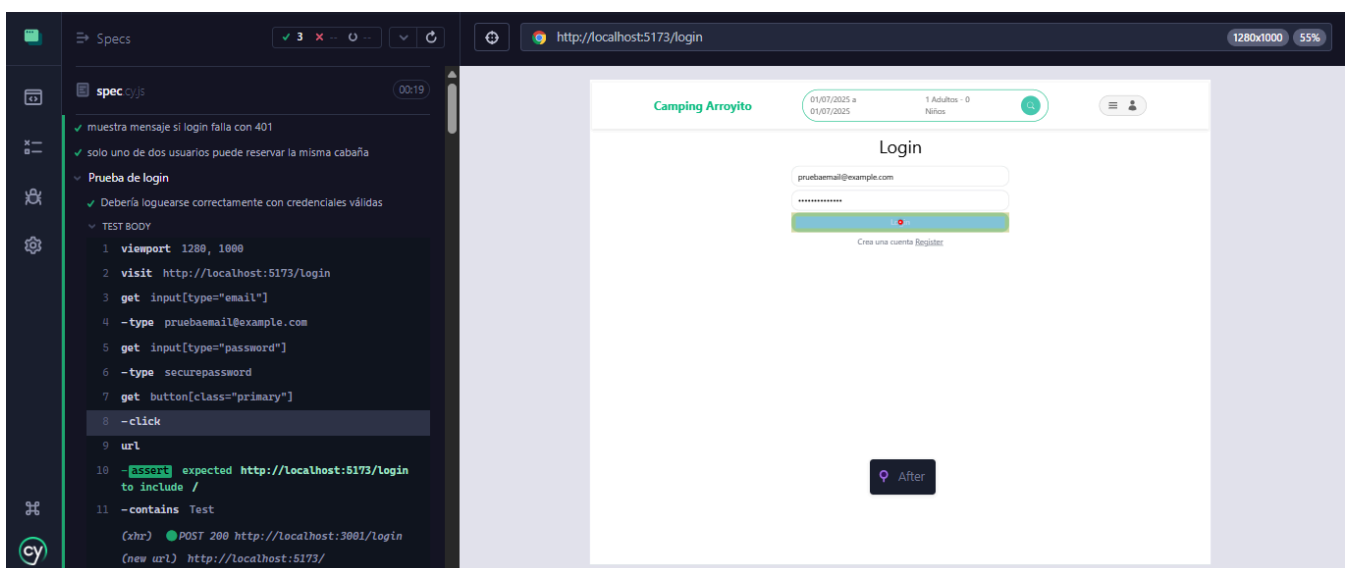 Specs
✓ 3 ✕ -- --
http://localhost:5173/login
1280x1000 55%
spec cy.js
00:19
muestra mensaje si login falla con 401
solo uno de dos usuarios puede reservar la misma cabaña
Prueba de login
Debería loguearse correctamente con credenciales válidas
TEST BODY
1 viewport 1280, 1000
2 visit http://localhost:5173/login
3 get input[type="email"]
4 -type pruebaemail@example.com
5 get input[type="password"]
6 -type securepassword
7 get button[class="primary"]
8 -click
9 url
10 -assert expected http://localhost:5173/login
to include /
11 -contains Test
(xhr) POST 200 http://localhost:3001/login
(new url) http://localhost:5173/
cy
Camping Arroyito
01/07/2025 a
01/07/2025
1 Adultos - 0
Niños
Login
pruebaemail@example.com
••••••••••••••
Crea una cuenta Register
After